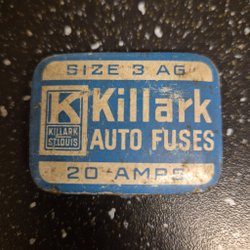 SIZE 3 AG
K
KILLARK
ST.LOUIS
Killark
AUTO FUSES
20 AMPS